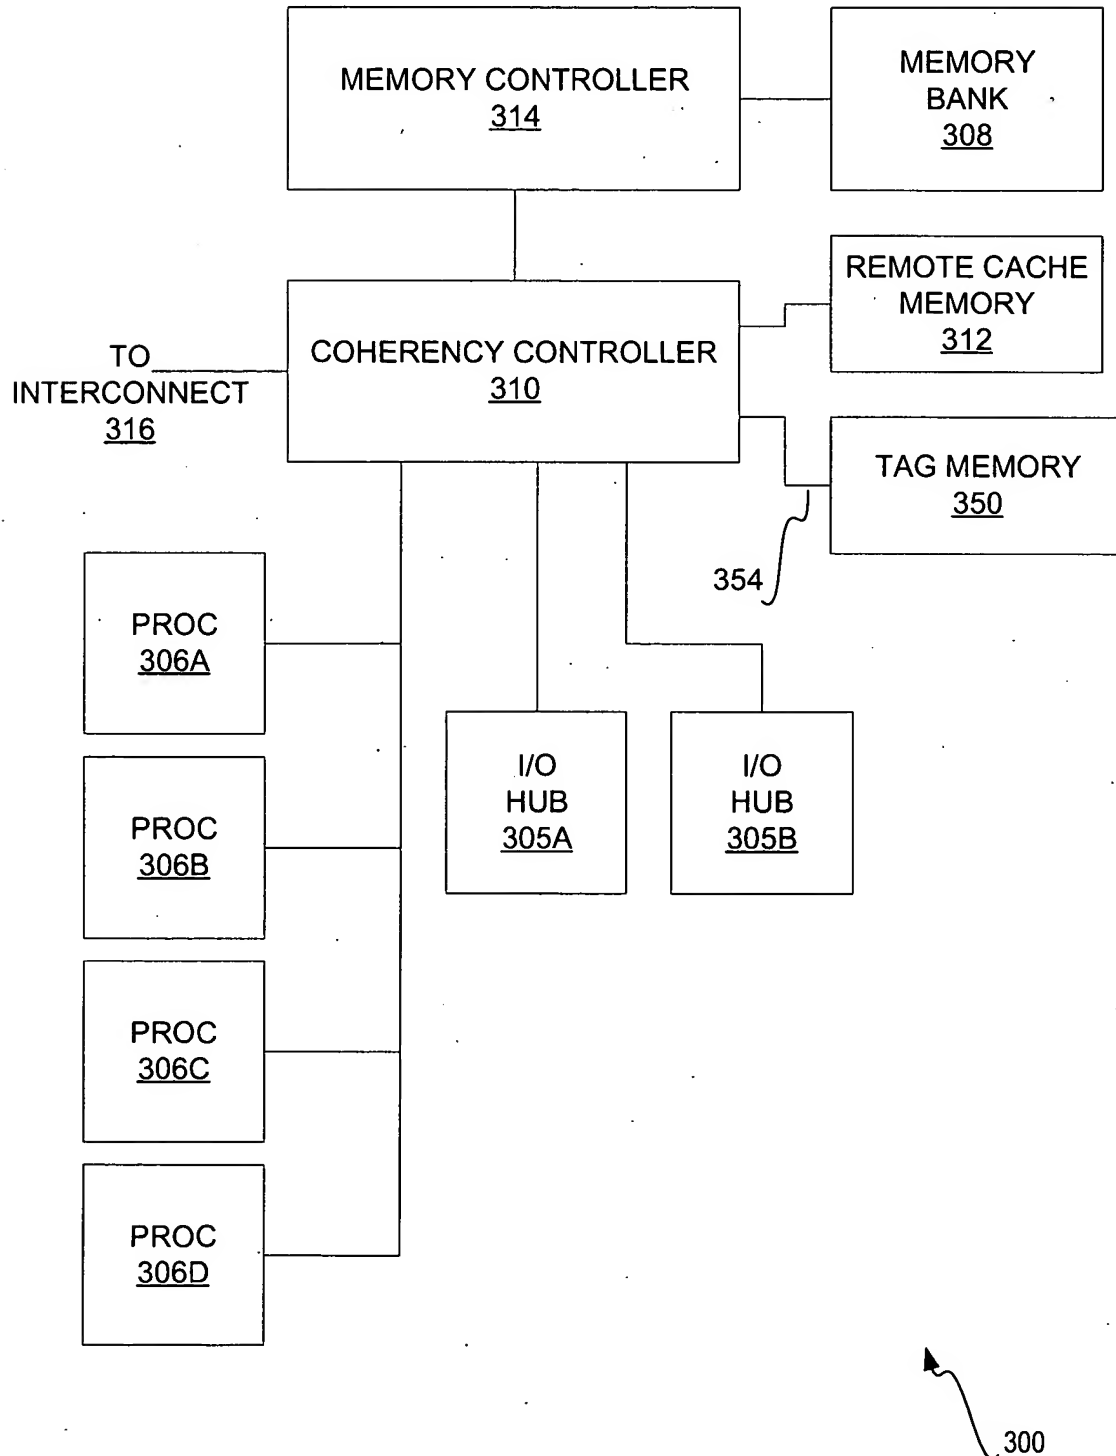 MEMORY CONTROLLER
314
MEMORY
BANK
308
REMOTE CACHE
MEMORY
312
COHERENCY CONTROLLER
310
TO
INTERCONNECT
316
TAG MEMORY
350
354
PROC
306A
I/O
HUB
305A
I/O
HUB
305B
PROC
306B
PROC
306C
PROC
306D
300